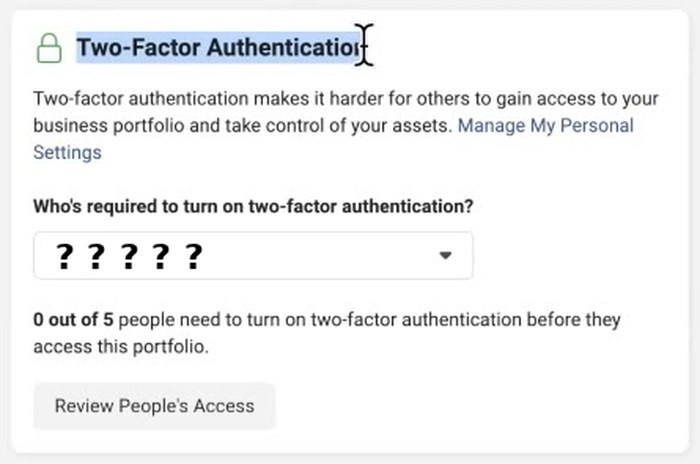 Two-Factor Authentication
Two-factor authentication makes it harder for others to gain access to your
business portfolio and take control of your assets. Manage My Personal
Settings
Who's required to turn on two-factor authentication?
? ? ? ? ?
0 out of 5 people need to turn on two-factor authentication before they
access this portfolio.
Review People's Access